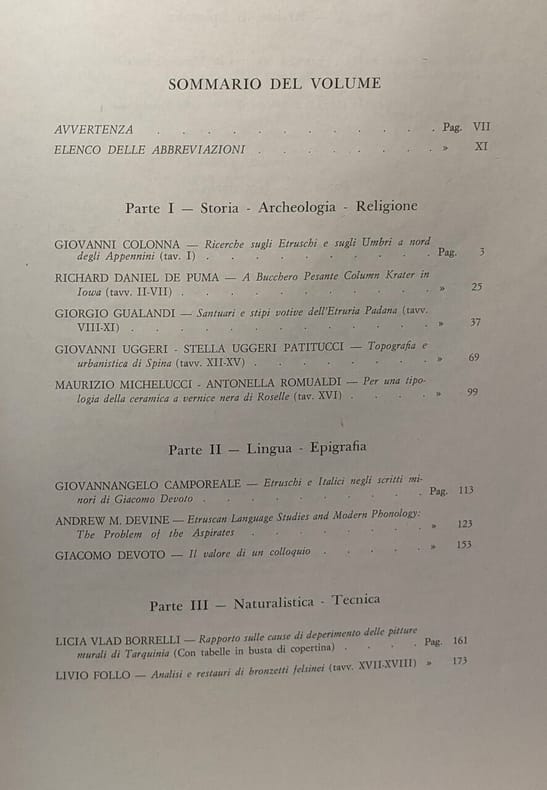 SOMMARIO DEL VOLUME
AVVERTENZA . . . . . . . . . . . . Pag. VII
ELENCO DELLE ABBREVIAZIONI . . . . . . . . » XI
Parte I — Storia - Archeologia - Religione
GIOVANNI COLONNA — Ricerche sugli Etruschi e sugli Umbri a nord
degli Appennini (tav. I) . . . . . . . . . . Pag. 3
RICHARD DANIEL DE PUMA — A Bucchero Pesante Column Krater in
Iowa (tavv. II-VII) . . . . . . . . . . . » 25
GIORGIO GUALANDI — Santuari e stipi votive dell'Etruria Padana (tavv.
VIII-XI) . . . . . . . . . . . . . » 37
GIOVANNI UGGERI - STELLA UGGERI PATITUCCI — Topografia e
urbanistica di Spina (tavv. XII-XV) . . . . . . . . » 69
MAURIZIO MICHELUCCI - ANTONELLA ROMUALDI — Per una tipo-
logia della ceramica a vernice nera di Roselle (tav. XVI) . . . . » 99
Parte II — Lingua - Epigrafia
GIOVANNANGELO CAMPOREALE — Etruschi e Italici negli scritti mi-
nori di Giacomo Devoto . . . . . . . . . . Pag. 113
ANDREW M. DEVINE — Etruscan Language Studies and Modern Phonology:
The Problem of the Aspirates . . . . . . . . » 123
GIACOMO DEVOTO — Il valore di un colloquio . . . . . » 153
Parte III — Naturalistica - Tecnica
LICIA VLAD BORRELLI — Rapporto sulle cause di deperimento delle pitture
murali di Tarquinia (Con tabelle in busta di copertina) . . . . Pag. 161
LIVIO FOLLO — Analisi e restauri di bronzetti felsinei (tavv. XVII-XVIII) » 173